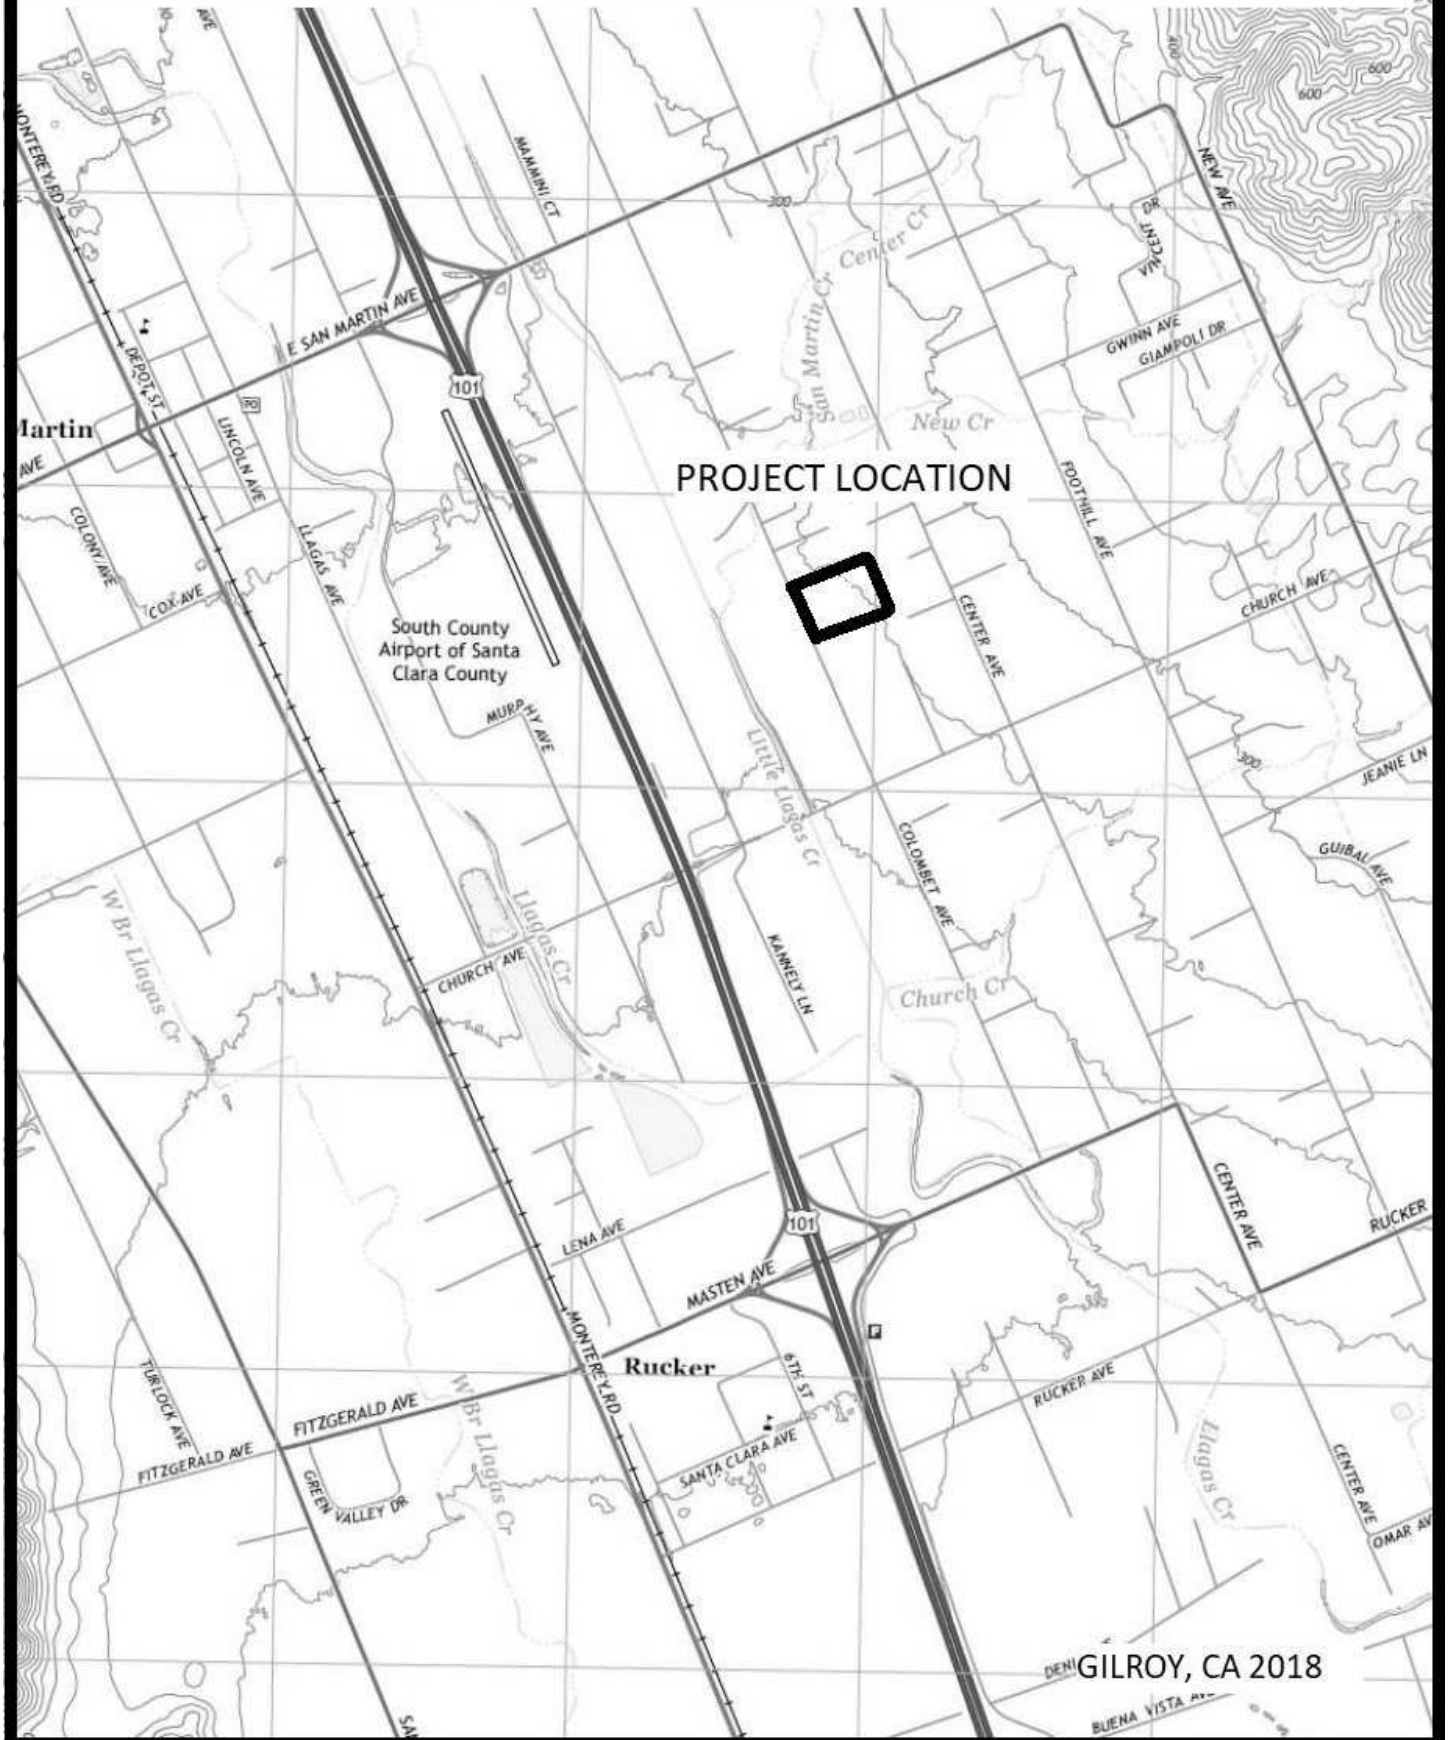 AVE
400
600
600
MONTEREY RD
MAMMINI CT
NEW AVE
300
Center Cr
VINCENT DR
San Martin Cr
E SAN MARTIN AVE
GWINN AVE
GIAMPOLI DR
DEPOT ST
101
PO
Martin
AVE
LINCOLN AVE
New Cr
PROJECT LOCATION
FOOTHILL AVE
COLONY AVE
LLAGAS AVE
COX AVE
CHURCH AVE
CENTER AVE
South County
Airport of Santa
Clara County
MURPHY AVE
Little Llagas Cr
300
JEANIE LN
COLOMBET AVE
GUIBAL AVE
W Br Llagas Cr
Llagas Cr
CHURCH AVE
KANNELY LN
Church Cr
CENTER AVE
RUCKER
101
LENA AVE
MASTEN AVE
MONTEREY RD
Rucker
6TH ST
TURLOCK AVE
FITZGERALD AVE
W Br Llagas Cr
RUCKER AVE
FITZGERALD AVE
SANTA CLARA AVE
Llagas Cr
CENTER AVE
GREEN VALLEY DR
OMAR AV
DENI
GILROY, CA 2018
BUENA VISTA AVE
SAN